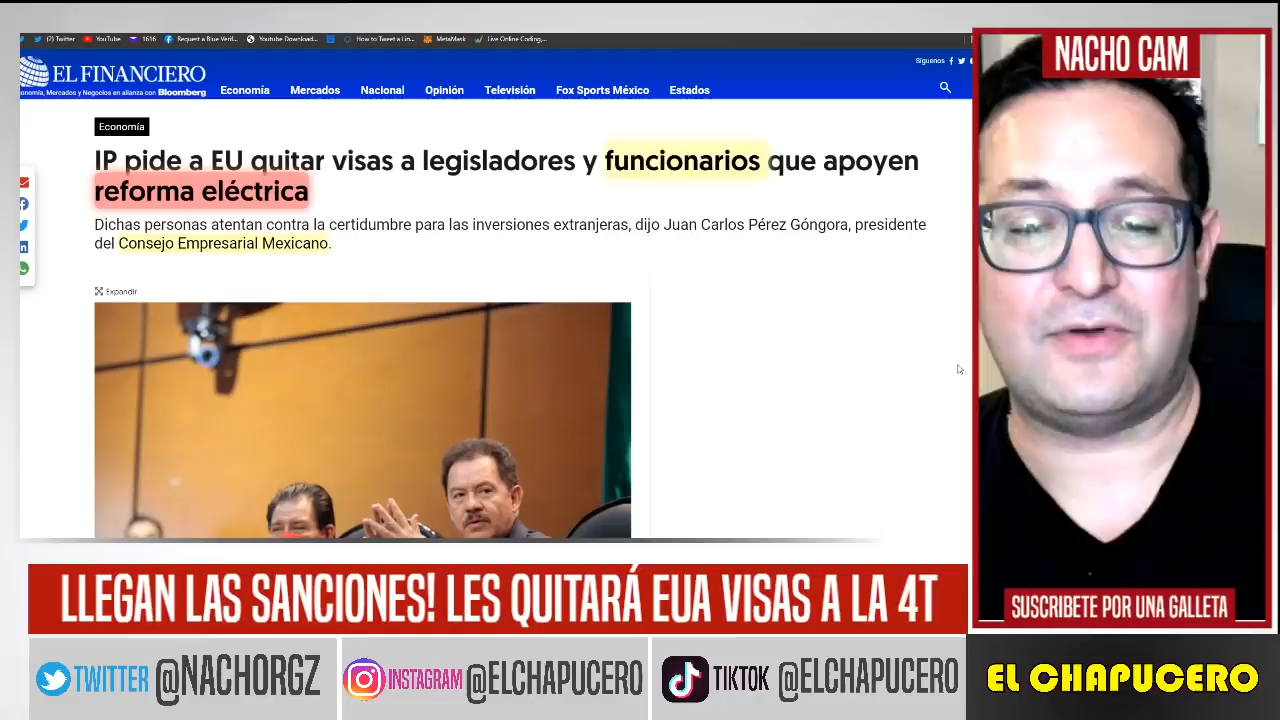 (2) Twitter YouTube 1616 Request a Blue Verif... Youtube Download... How to Tweet a Lin... MetaMask Live Online Coding,...
EL FINANCIERO
Economía, Mercados y Negocios en alianza con Bloomberg
Economía Mercados Nacional Opinión Televisión Fox Sports México Estados
Síguenos
Economía
IP pide a EU quitar visas a legisladores y funcionarios que apoyen
reforma eléctrica
Dichas personas atentan contra la certidumbre para las inversiones extranjeras, dijo Juan Carlos Pérez Góngora, presidente
del Consejo Empresarial Mexicano.
Expandir
NACHO CAM
SUSCRIBETE POR UNA GALLETA
LLEGAN LAS SANCIONES! LES QUITARÁ EUA VISAS A LA 4T
TWITTER @NACHORGZ
INSTAGRAM @ELCHAPUCERO
TIKTOK @ELCHAPUCERO
EL CHAPUCERO